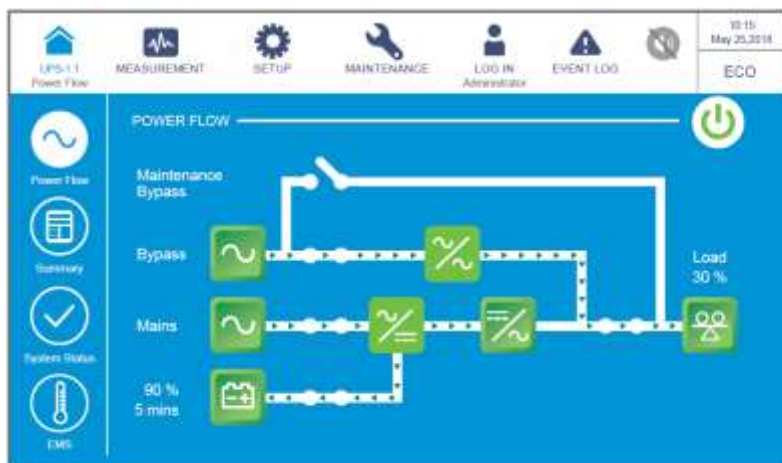 10:15
May 25,2018
UPS-1.1
Power Flow
MEASUREMENT
SETUP
MAINTENANCE
LOG IN
Administrator
EVENT LOG
ECO
POWER FLOW
Power Flow
Maintenance
Bypass
Summary
Bypass
Load
30 %
Mains
System Status
90 %
5 mins
EMS